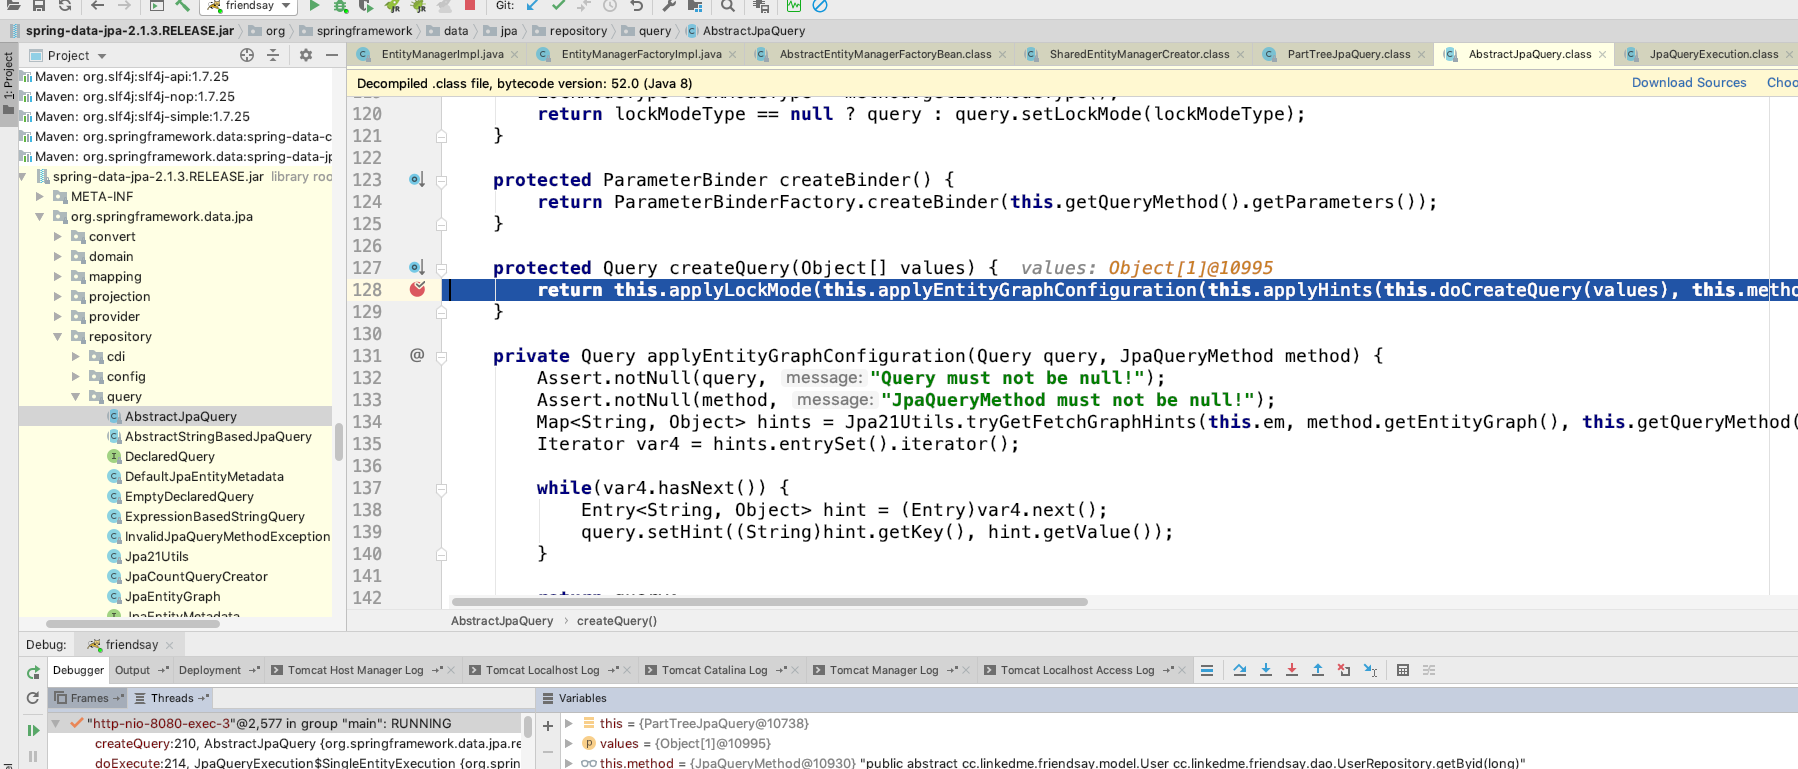 friendsay
Git:
spring-data-jpa-2.1.3.RELEASE.jar org springframework data jpa repository query AbstractJpaQuery
1: Project
Project
EntityManagerImpl.java EntityManagerFactoryImpl.java AbstractEntityManagerFactoryBean.class SharedEntityManagerCreator.class PartTreeJpaQuery.class AbstractJpaQuery.class JpaQueryExecution.class
Decompiled .class file, bytecode version: 52.0 (Java 8) Download Sources Choo
Maven: org.slf4j:slf4j-api:1.7.25
Maven: org.slf4j:slf4j-nop:1.7.25
Maven: org.slf4j:slf4j-simple:1.7.25
Maven: org.springframework.data:spring-data-c
Maven: org.springframework.data:spring-data-jp
spring-data-jpa-2.1.3.RELEASE.jar library roo
META-INF
org.springframework.data.jpa
convert
domain
mapping
projection
provider
repository
cdi
config
query
AbstractJpaQuery
AbstractStringBasedJpaQuery
DeclaredQuery
DefaultJpaEntityMetadata
EmptyDeclaredQuery
ExpressionBasedStringQuery
InvalidJpaQueryMethodException
Jpa21Utils
JpaCountQueryCreator
JpaEntityGraph
JpaEntityMetadata
120 return lockModeType == null ? query : query.setLockMode(lockModeType);
121 }
122
123 protected ParameterBinder createBinder() {
124 return ParameterBinderFactory.createBinder(this.getQueryMethod().getParameters());
125 }
126
127 protected Query createQuery(Object[] values) { values: Object[1]@10995
128 return this.applyLockMode(this.applyEntityGraphConfiguration(this.applyHints(this.doCreateQuery(values), this.metho
129 }
130
131 @ private Query applyEntityGraphConfiguration(Query query, JpaQueryMethod method) {
132 Assert.notNull(query, message: "Query must not be null!");
133 Assert.notNull(method, message: "JpaQueryMethod must not be null!");
134 Map<String, Object> hints = Jpa21Utils.tryGetFetchGraphHints(this.em, method.getEntityGraph(), this.getQueryMethod(
135 Iterator var4 = hints.entrySet().iterator();
136
137 while(var4.hasNext()) {
138 Entry<String, Object> hint = (Entry)var4.next();
139 query.setHint((String)hint.getKey(), hint.getValue());
140 }
141
142 return query;
AbstractJpaQuery › createQuery()
Debug: friendsay
Debugger Output Deployment Tomcat Host Manager Log Tomcat Localhost Log Tomcat Catalina Log Tomcat Manager Log Tomcat Localhost Access Log
Frames Threads Variables
"http-nio-8080-exec-3"@2,577 in group "main": RUNNING
createQuery:210, AbstractJpaQuery {org.springframework.data.jpa.re
doExecute:214, JpaQueryExecution$SingleEntityExecution {org.sprin
this = {PartTreeJpaQuery@10738}
values = {Object[1]@10995}
this.method = {JpaQueryMethod@10930} "public abstract cc.linkedme.friendsay.model.User cc.linkedme.friendsay.dao.UserRepository.getByid(long)"